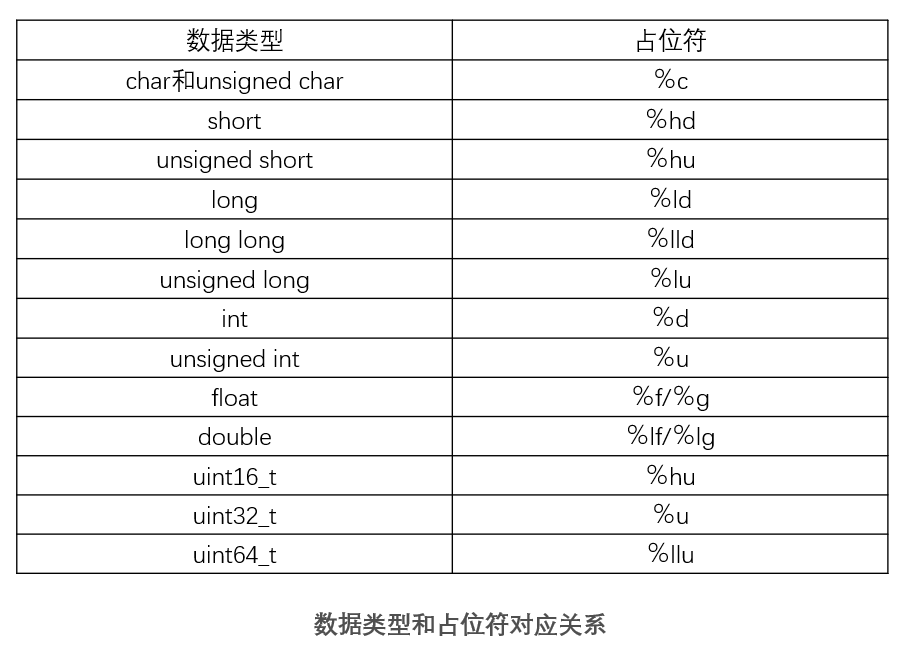 数据类型 占位符
char和unsigned char %c
short %hd
unsigned short %hu
long %ld
long long %lld
unsigned long %lu
int %d
unsigned int %u
float %f/%g
double %lf/%lg
uint16_t %hu
uint32_t %u
uint64_t %llu
数据类型和占位符对应关系